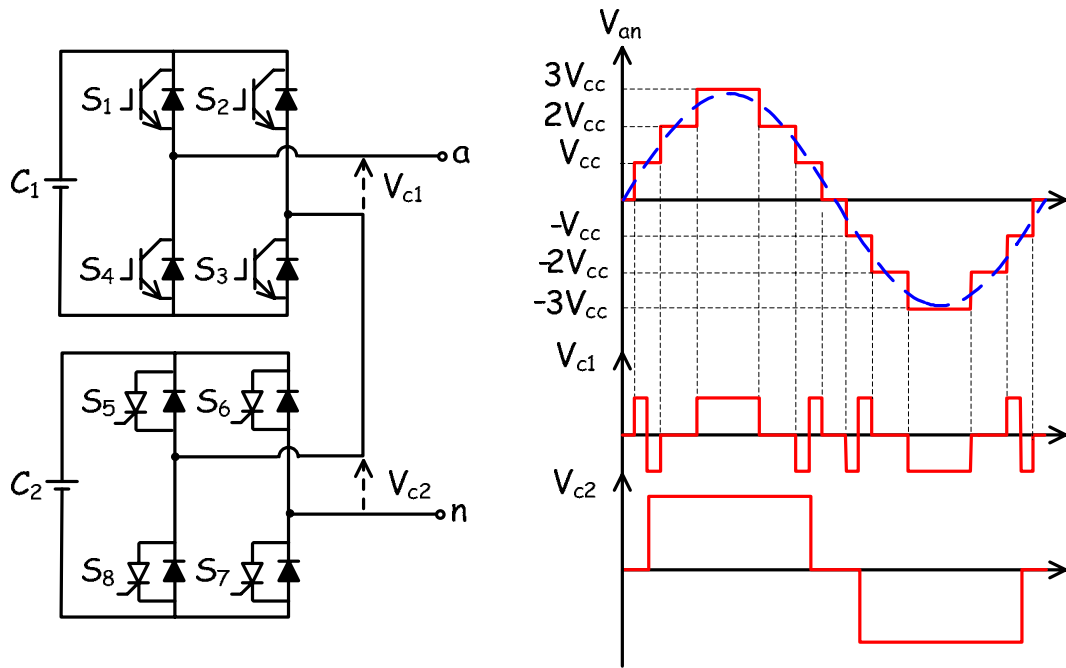 S1
S2
C1
S4
S3
a
Vc1
S5
S6
C2
S8
S7
Vc2
n
Van
3Vcc
2Vcc
Vcc
-Vcc
-2Vcc
-3Vcc
Vc1
Vc2